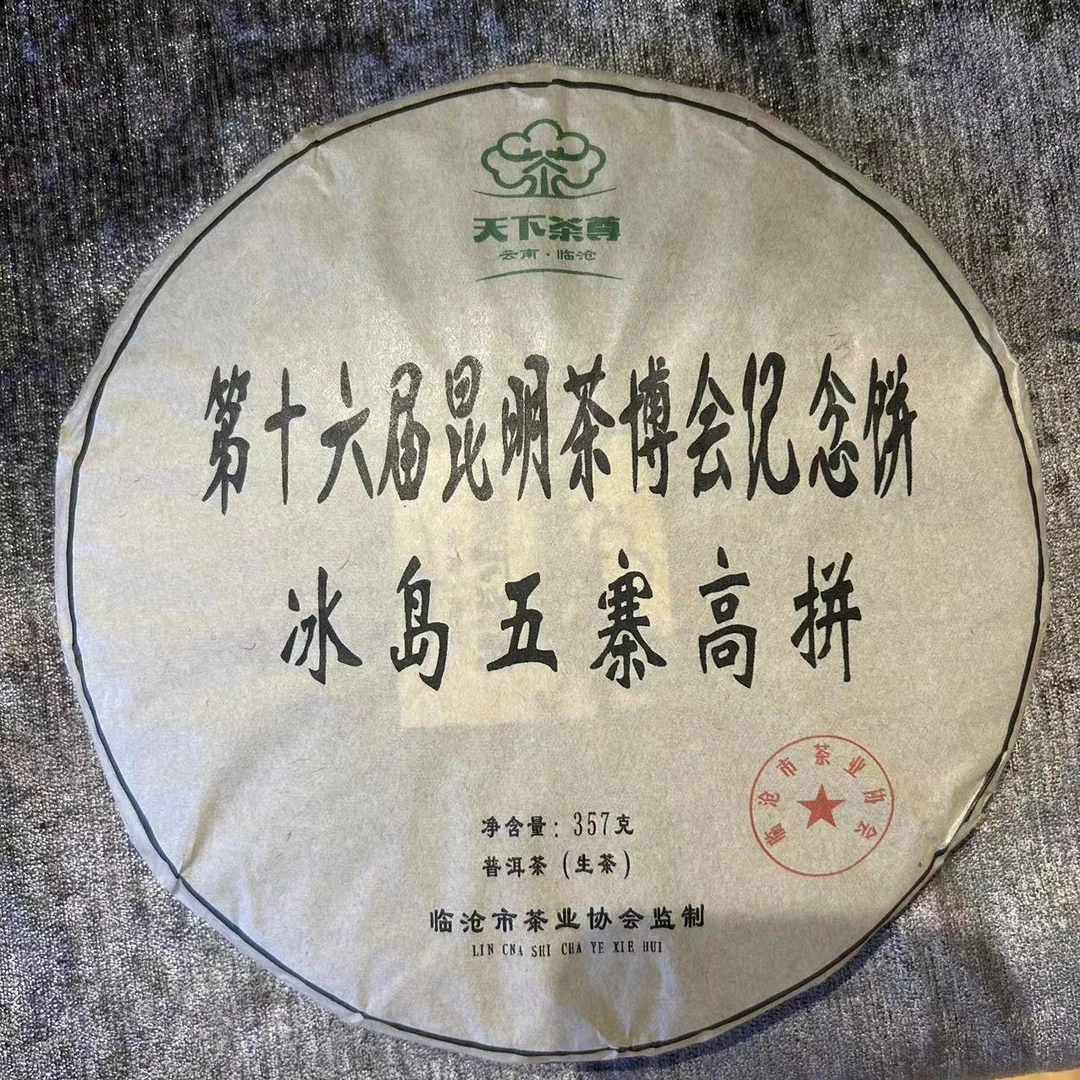 天下茶尊
云南·临沧
第十六届昆明茶博会纪念饼
冰岛五寨高拼
临沧市茶业协会
净含量：357克
普洱茶（生茶）
临沧市茶业协会监制
LIN CNA SHI CHA YE XIE HUI